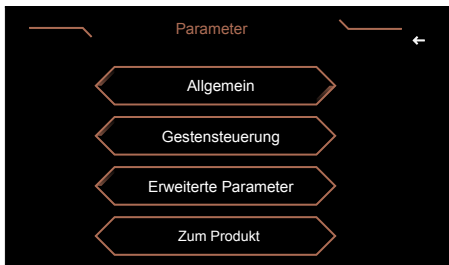 Parameter
Allgemein
Gestensteuerung
Erweiterte Parameter
Zum Produkt